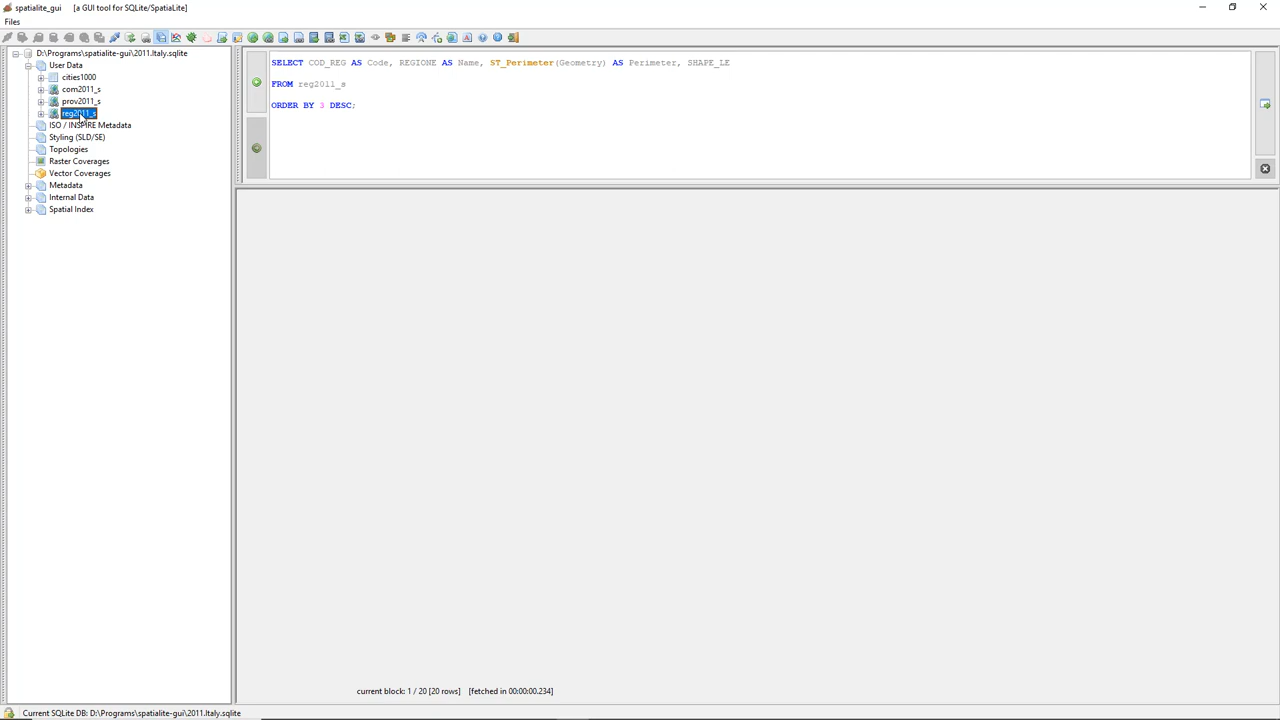 spatialite_gui [a GUI tool for SQLite/SpatiaLite]
Files
D:\Programs\spatialite-gui\2011.Italy.sqlite
User Data
cities1000
com2011_s
prov2011_s
reg2011_s
ISO / INSPIRE Metadata
Styling (SLD/SE)
Topologies
Raster Coverages
Vector Coverages
Metadata
Internal Data
Spatial Index
SELECT COD_REG AS Code, REGIONE AS Name, ST_Perimeter(Geometry) AS Perimeter, SHAPE_LE
FROM reg2011_s
ORDER BY 3 DESC;
current block: 1 / 20 [20 rows] [fetched in 00:00:00.234]
Current SQLite DB: D:\Programs\spatialite-gui\2011.Italy.sqlite